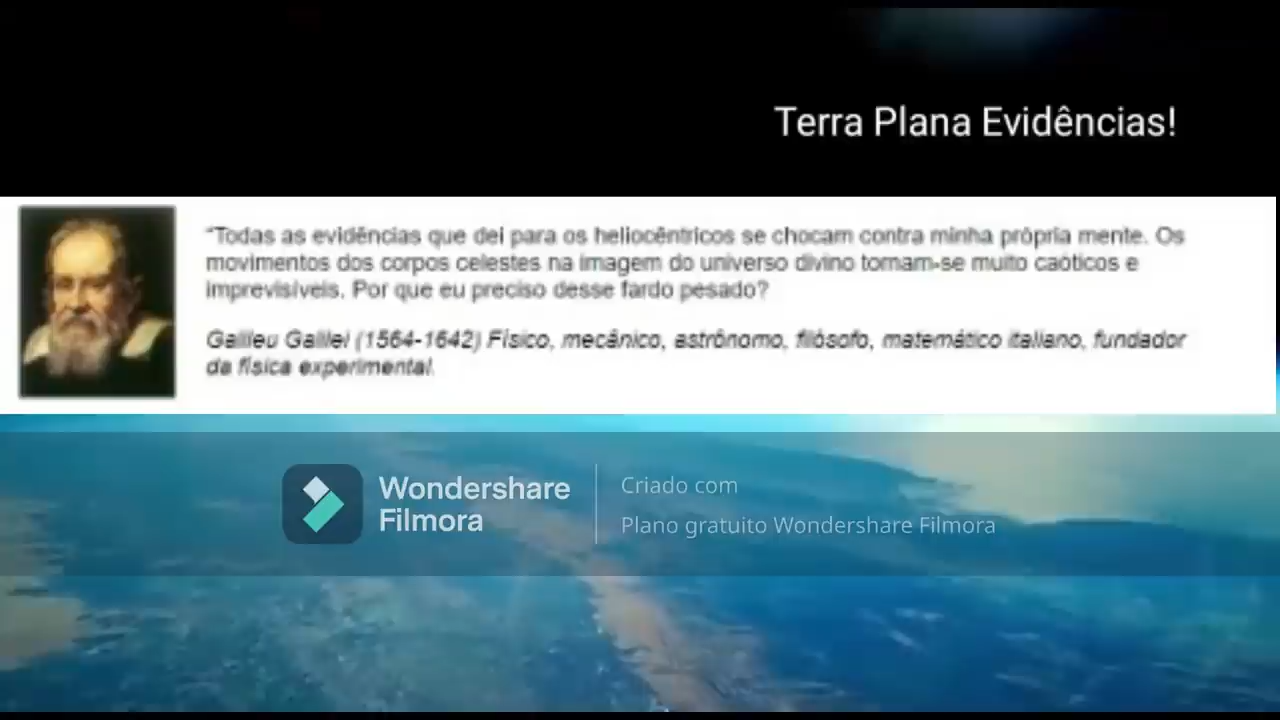 Terra Plana Evidências!
"Todas as evidências que dei para os heliocêntricos se chocam contra minha própria mente. Os
movimentos dos corpos celestes na imagem do universo divino tornam-se muito caóticos e
imprevisíveis. Por que eu preciso desse fardo pesado?
Galileu Galilei (1564-1642) Físico, mecânico, astrônomo, filósofo, matemático italiano, fundador
da física experimental.
Wondershare
Filmora
Criado com
Plano gratuito Wondershare Filmora